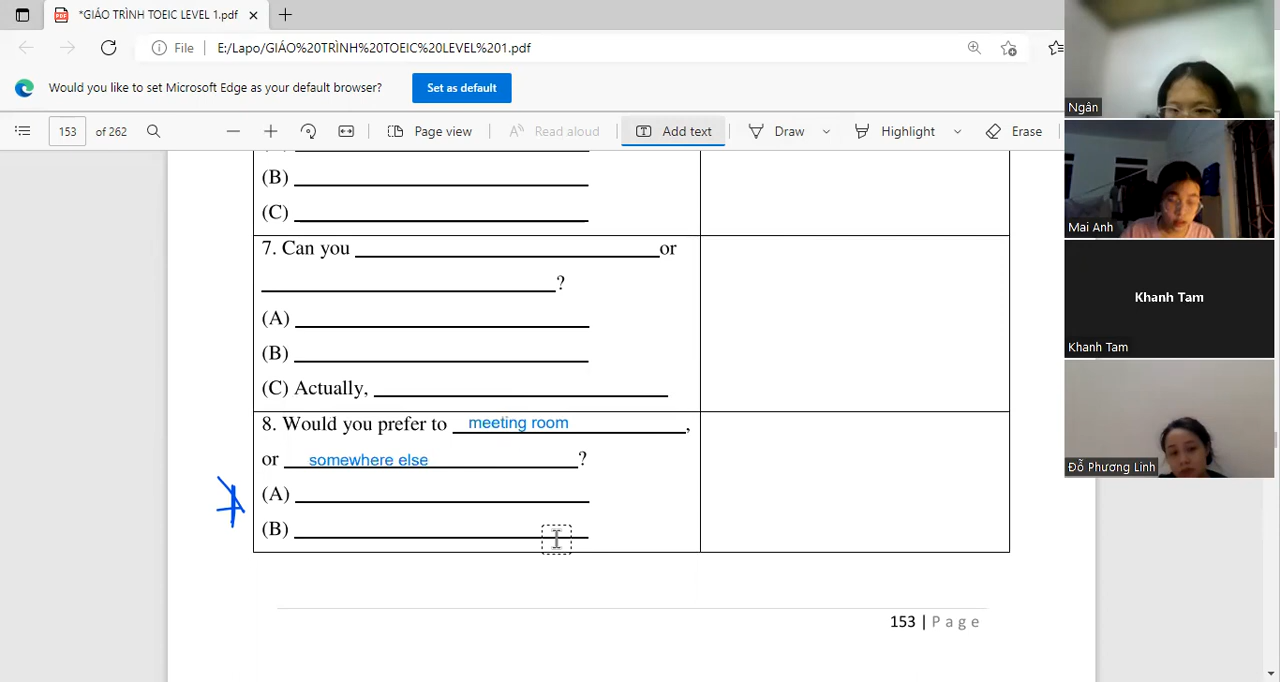 *GIÁO TRÌNH TOEIC LEVEL 1.pdf
File E:/Lapo/GIÁO%20TRÌNH%20TOEIC%20LEVEL%201.pdf
Would you like to set Microsoft Edge as your default browser? Set as default
153 of 262 Page view Read aloud Add text Draw Highlight Erase
(B)
(C)
7. Can you or
?
(A)
(B)
(C) Actually,
8. Would you prefer to meeting room ,
or somewhere else ?
(A)
(B)
153 | Page
Ngân
Mai Anh
Khanh Tam
Khanh Tam
Đỗ Phương Linh